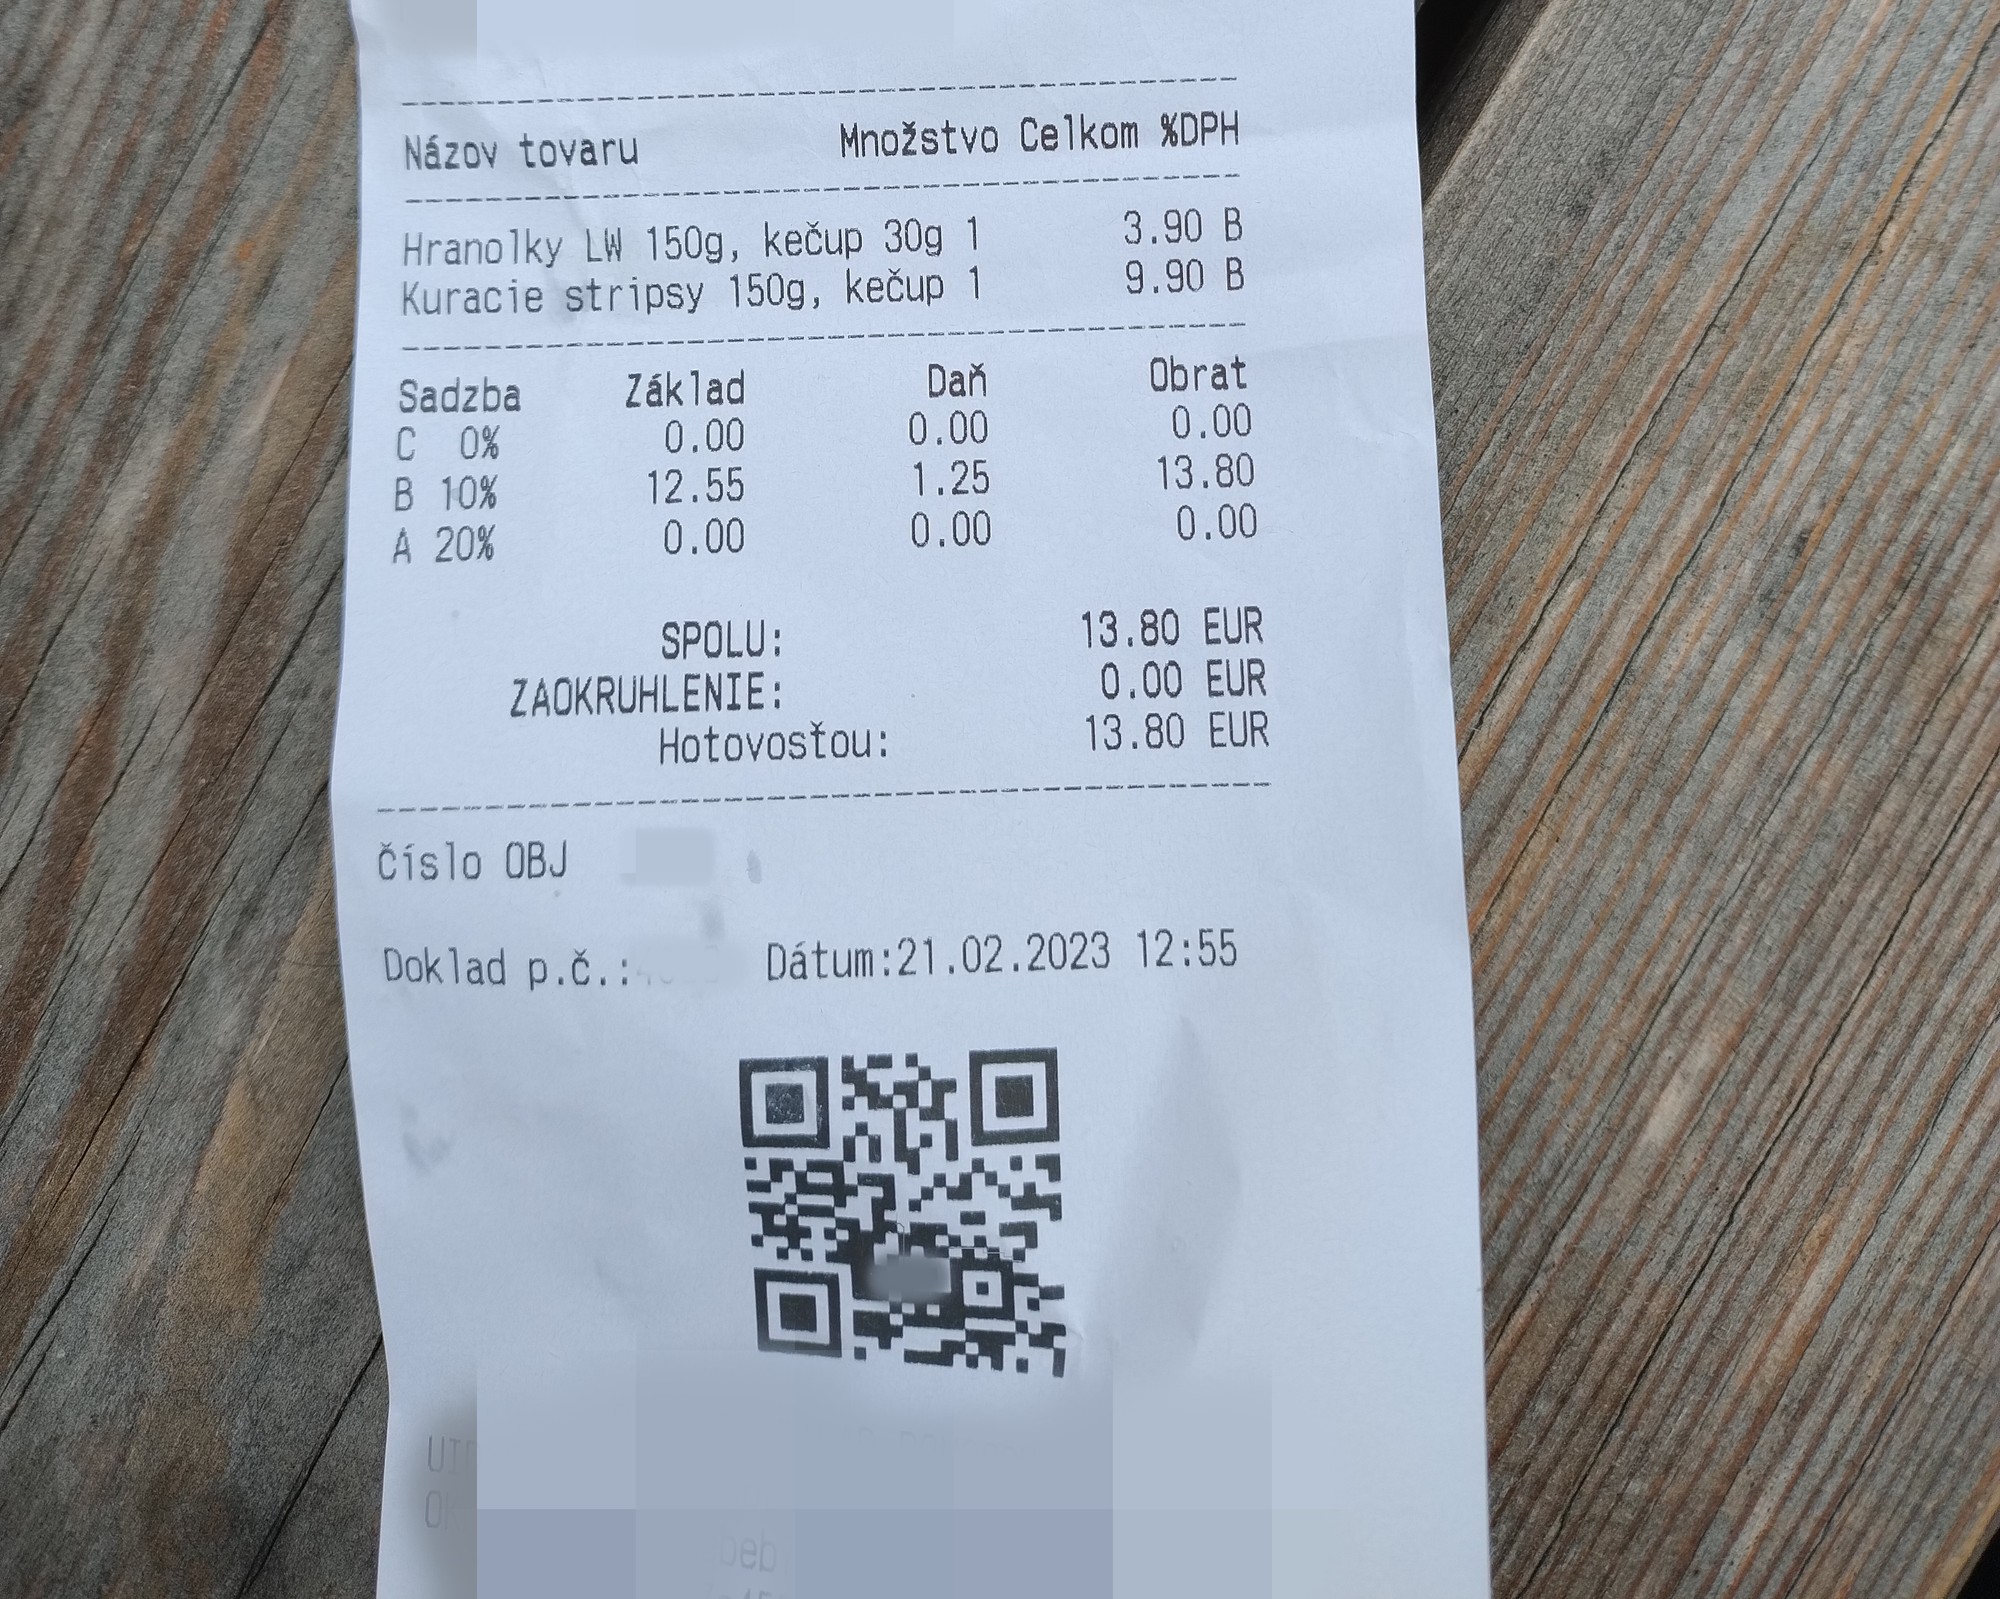 Názov tovaru Množstvo Celkom %DPH
Hranolky LW 150g, kečup 30g 1 3.90 B
Kuracie stripsy 150g, kečup 1 9.90 B
Sadzba Základ Daň Obrat
C 0% 0.00 0.00 0.00
B 10% 12.55 1.25 13.80
A 20% 0.00 0.00 0.00
SPOLU: 13.80 EUR
ZAOKRUHLENIE: 0.00 EUR
Hotovosťou: 13.80 EUR
Číslo OBJ
Doklad p.č.: Dátum:21.02.2023 12:55